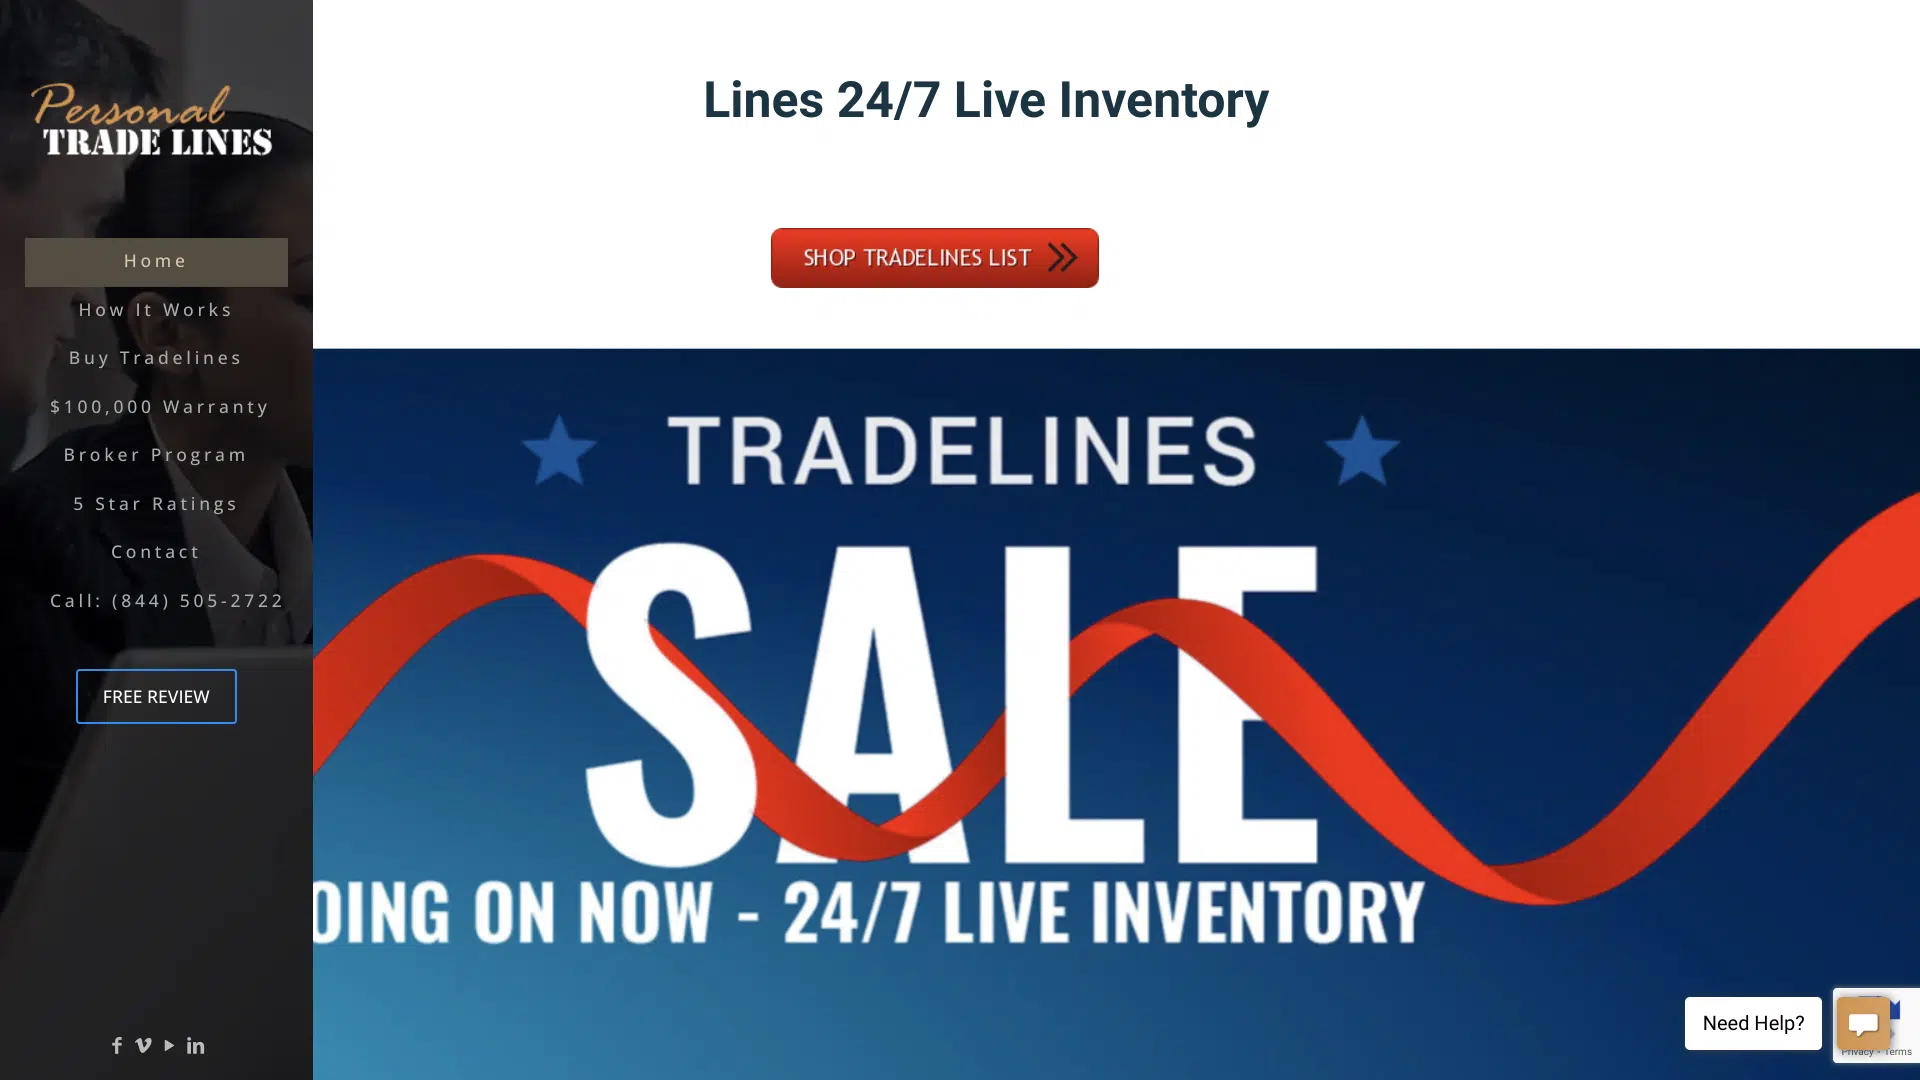 Personal
TRADE LINES
Home
How It Works
Buy Tradelines
$100,000 Warranty
Broker Program
5 Star Ratings
Contact
Call: (844) 505-2722
FREE REVIEW
Lines 24/7 Live Inventory
SHOP TRADELINES LIST
TRADELINES
SALE
OING ON NOW - 24/7 LIVE INVENTORY
Need Help?
Privacy - Terms